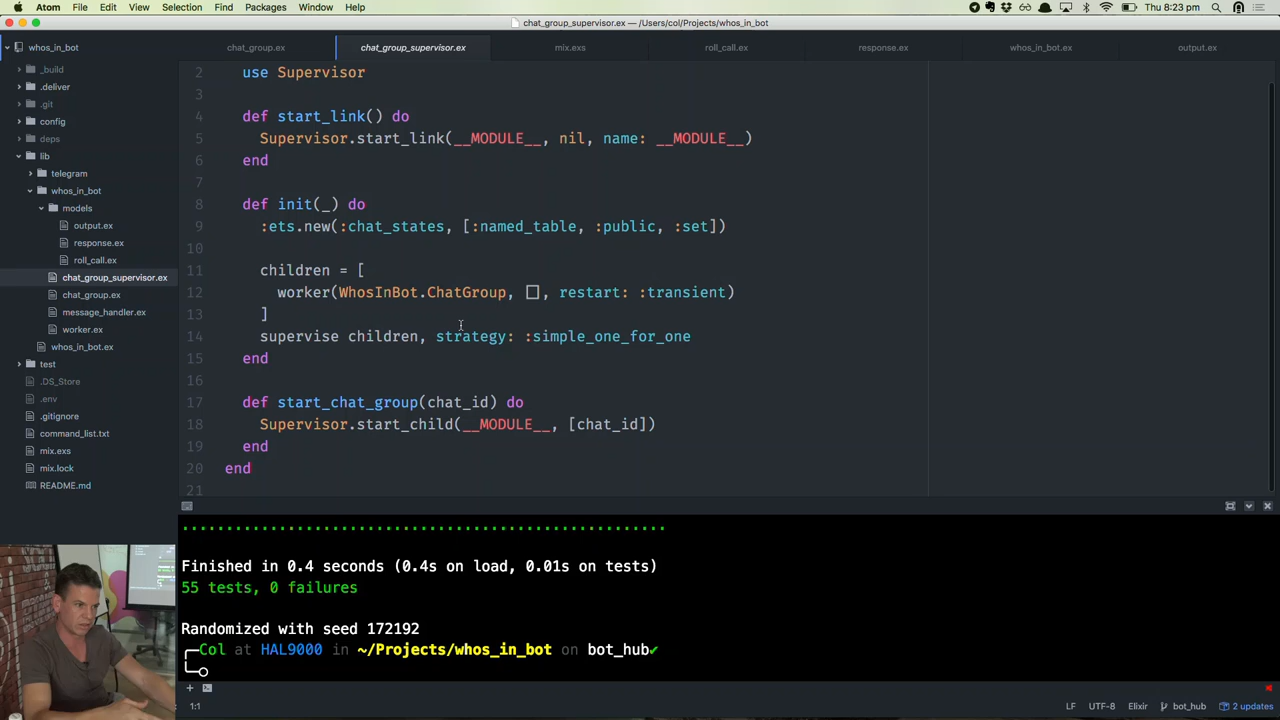 Atom File Edit View Selection Find Packages Window Help Thu 8:23 pm
chat_group_supervisor.ex — /Users/col/Projects/whos_in_bot
whos_in_bot
chat_group.ex chat_group_supervisor.ex mix.exs roll_call.ex response.ex whos_in_bot.ex output.ex
_build
.deliver
.git
config
deps
lib
telegram
whos_in_bot
models
output.ex
response.ex
roll_call.ex
chat_group_supervisor.ex
chat_group.ex
message_handler.ex
worker.ex
whos_in_bot.ex
test
.DS_Store
.env
.gitignore
command_list.txt
mix.exs
mix.lock
README.md
2 use Supervisor
3
4 def start_link() do
5 Supervisor.start_link(__MODULE__, nil, name: __MODULE__)
6 end
7
8 def init(_) do
9 :ets.new(:chat_states, [:named_table, :public, :set])
10
11 children = [
12 worker(WhosInBot.ChatGroup, [], restart: :transient)
13 ]
14 supervise children, strategy: :simple_one_for_one
15 end
16
17 def start_chat_group(chat_id) do
18 Supervisor.start_child(__MODULE__, [chat_id])
19 end
20 end
21
Finished in 0.4 seconds (0.4s on load, 0.01s on tests)
55 tests, 0 failures
Randomized with seed 172192
Col at HAL9000 in ~/Projects/whos_in_bot on bot_hub✔
1:1 LF UTF-8 Elixir bot_hub 2 updates